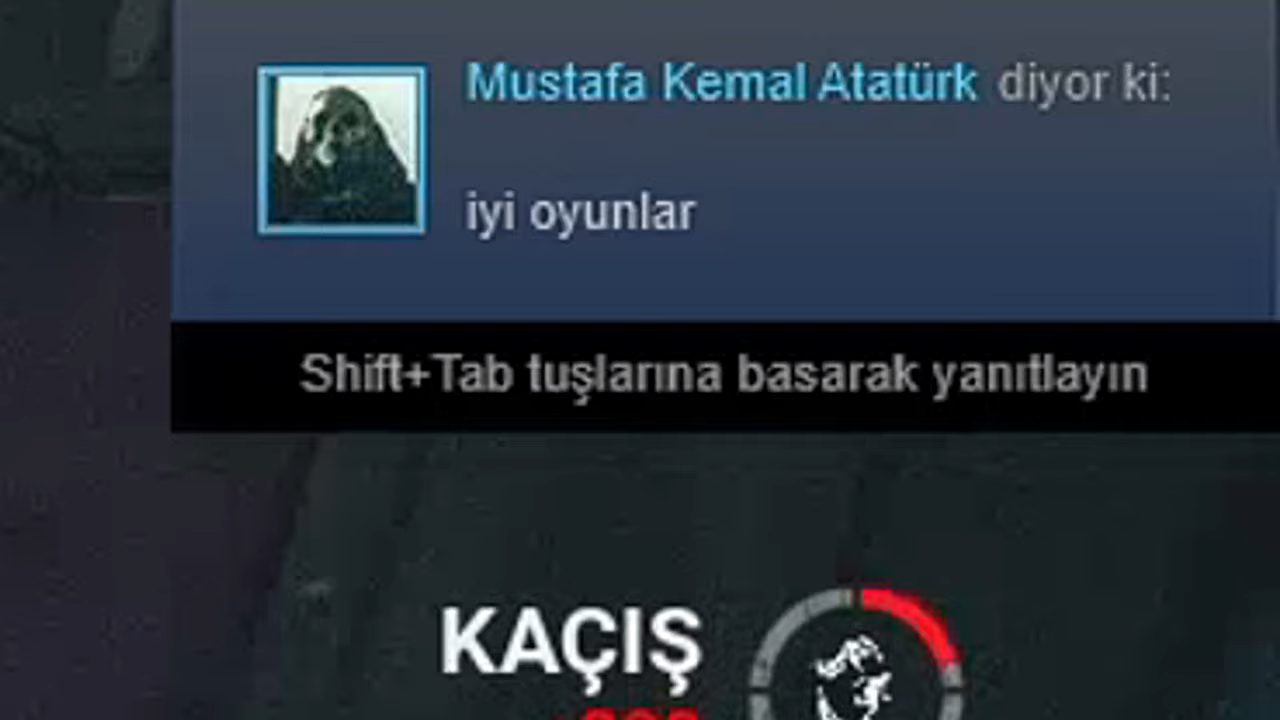 Mustafa Kemal Atatürk diyor ki:
iyi oyunlar
Shift+Tab tuşlarına basarak yanıtlayın
KAÇIŞ